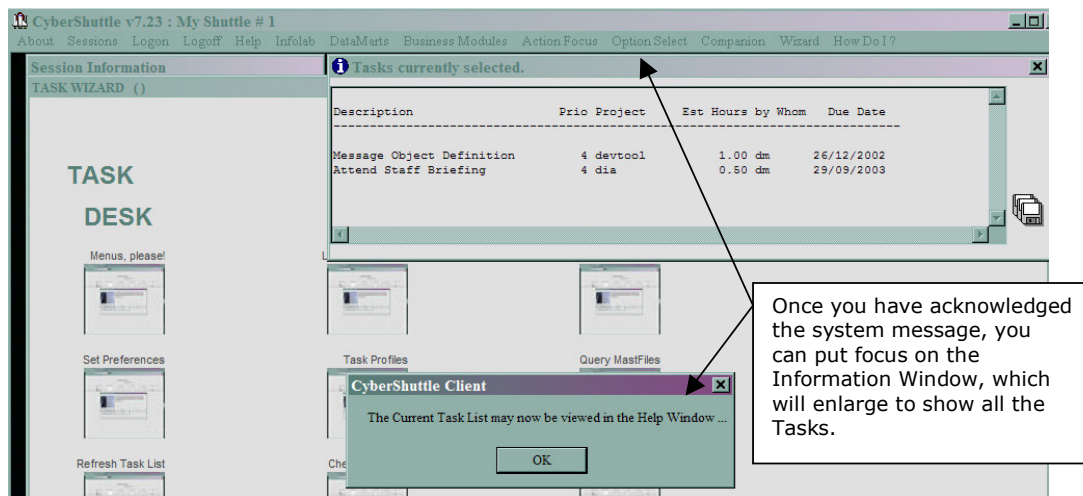 CyberShuttle v7.23 : My Shuttle # 1
About Sessions Logon Logoff Help Infolab DataMarts Business Modules Action Focus Option Select Companion Wizard How Do I ?
Session Information
TASK WIZARD ()
Tasks currently selected.
Description Prio Project Est Hours by Whom Due Date
Message Object Definition 4 devtool 1.00 dm 26/12/2002
Attend Staff Briefing 4 dia 0.50 dm 29/09/2003
TASK
DESK
Menus, please!
Set Preferences
Task Profiles
Query MastFiles
Refresh Task List
CyberShuttle Client
The Current Task List may now be viewed in the Help Window ...
OK
Once you have acknowledged
the system message, you
can put focus on the
Information Window, which
will enlarge to show all the
Tasks.